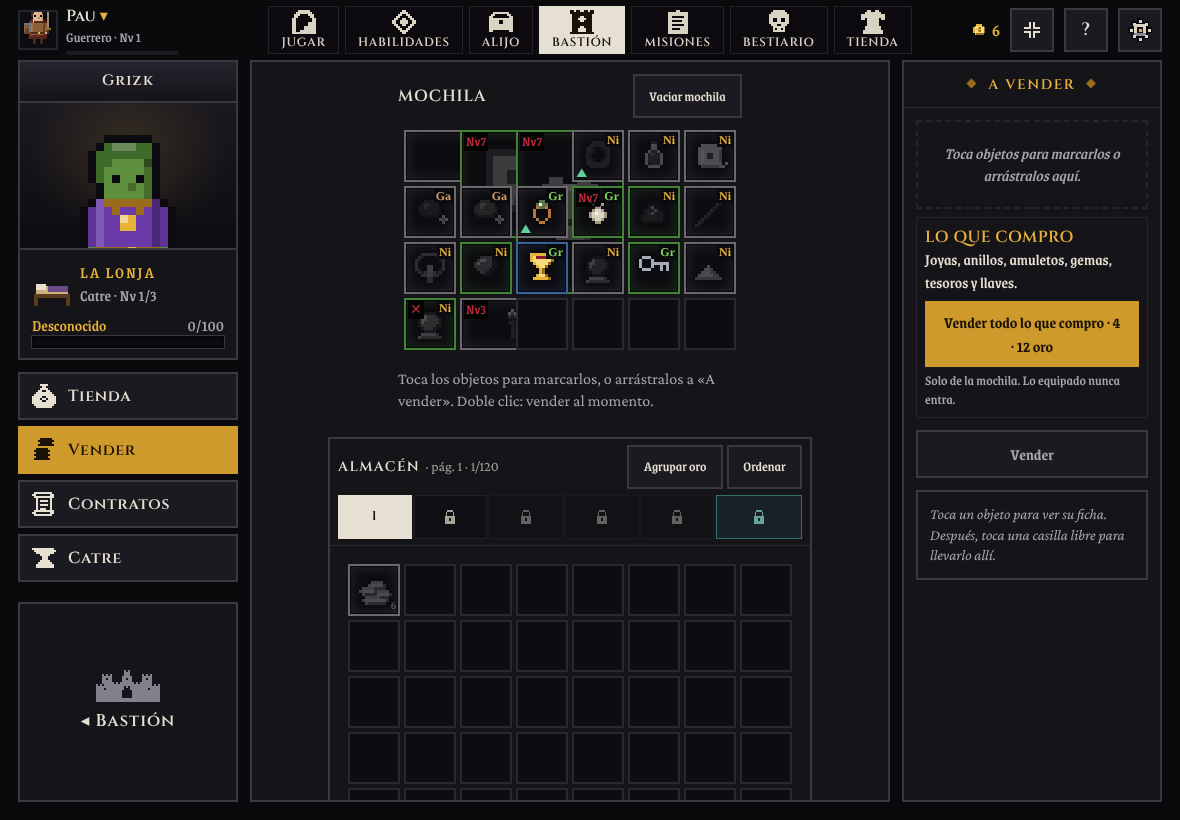 Pau ▾
Guerrero · Nv 1
JUGAR
HABILIDADES
ALIJO
BASTIÓN
MISIONES
BESTIARIO
TIENDA
6
?
Grizk
LA LONJA
Catre · Nv 1/3
Desconocido 0/100
Tienda
Vender
Contratos
Catre
◂ Bastión
MOCHILA
Vaciar mochila
Nv7 Nv7 Ni Ni Ni
Ga Ga Gr Nv7 Gr Ni Ni
Ni Ni Gr Ni Gr Ni
✕ Ni Nv3
Toca los objetos para marcarlos, o arrástralos a «A
vender». Doble clic: vender al momento.
ALMACÉN · pág. 1 · 1/120
Agrupar oro
Ordenar
1
6
◆ A VENDER ◆
Toca objetos para marcarlos o
arrástralos aquí.
LO QUE COMPRO
Joyas, anillos, amuletos, gemas,
tesoros y llaves.
Vender todo lo que compro · 4
· 12 oro
Solo de la mochila. Lo equipado nunca
entra.
Vender
Toca un objeto para ver su ficha.
Después, toca una casilla libre para
llevarlo allí.